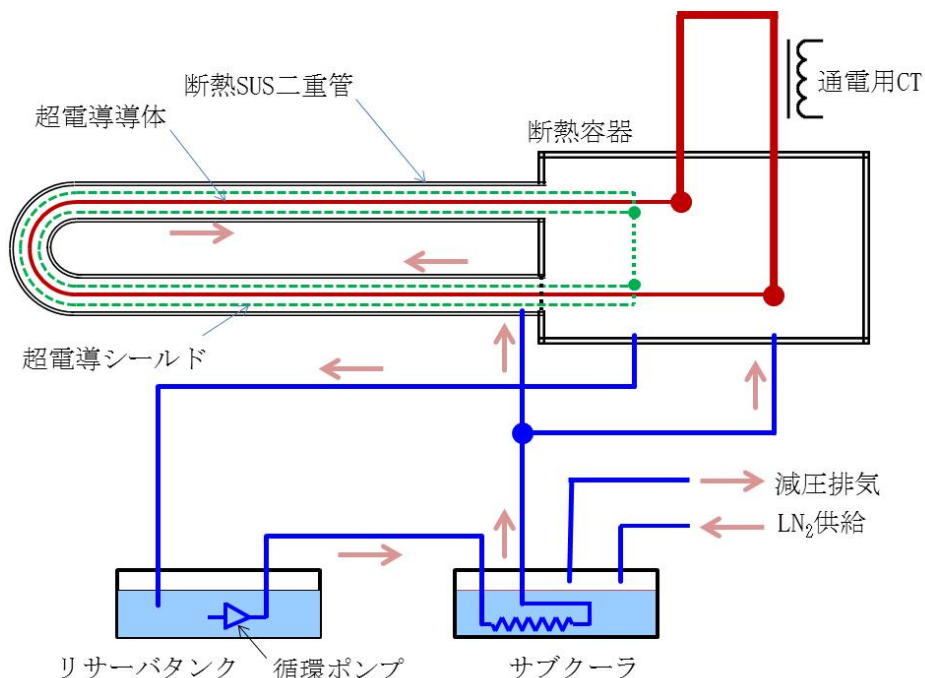 断熱SUS二重管
超電導導体
通電用CT
断熱容器
超電導シールド
減圧排気
LN₂供給
リサーバタンク
循環ポンプ
サブクーラ